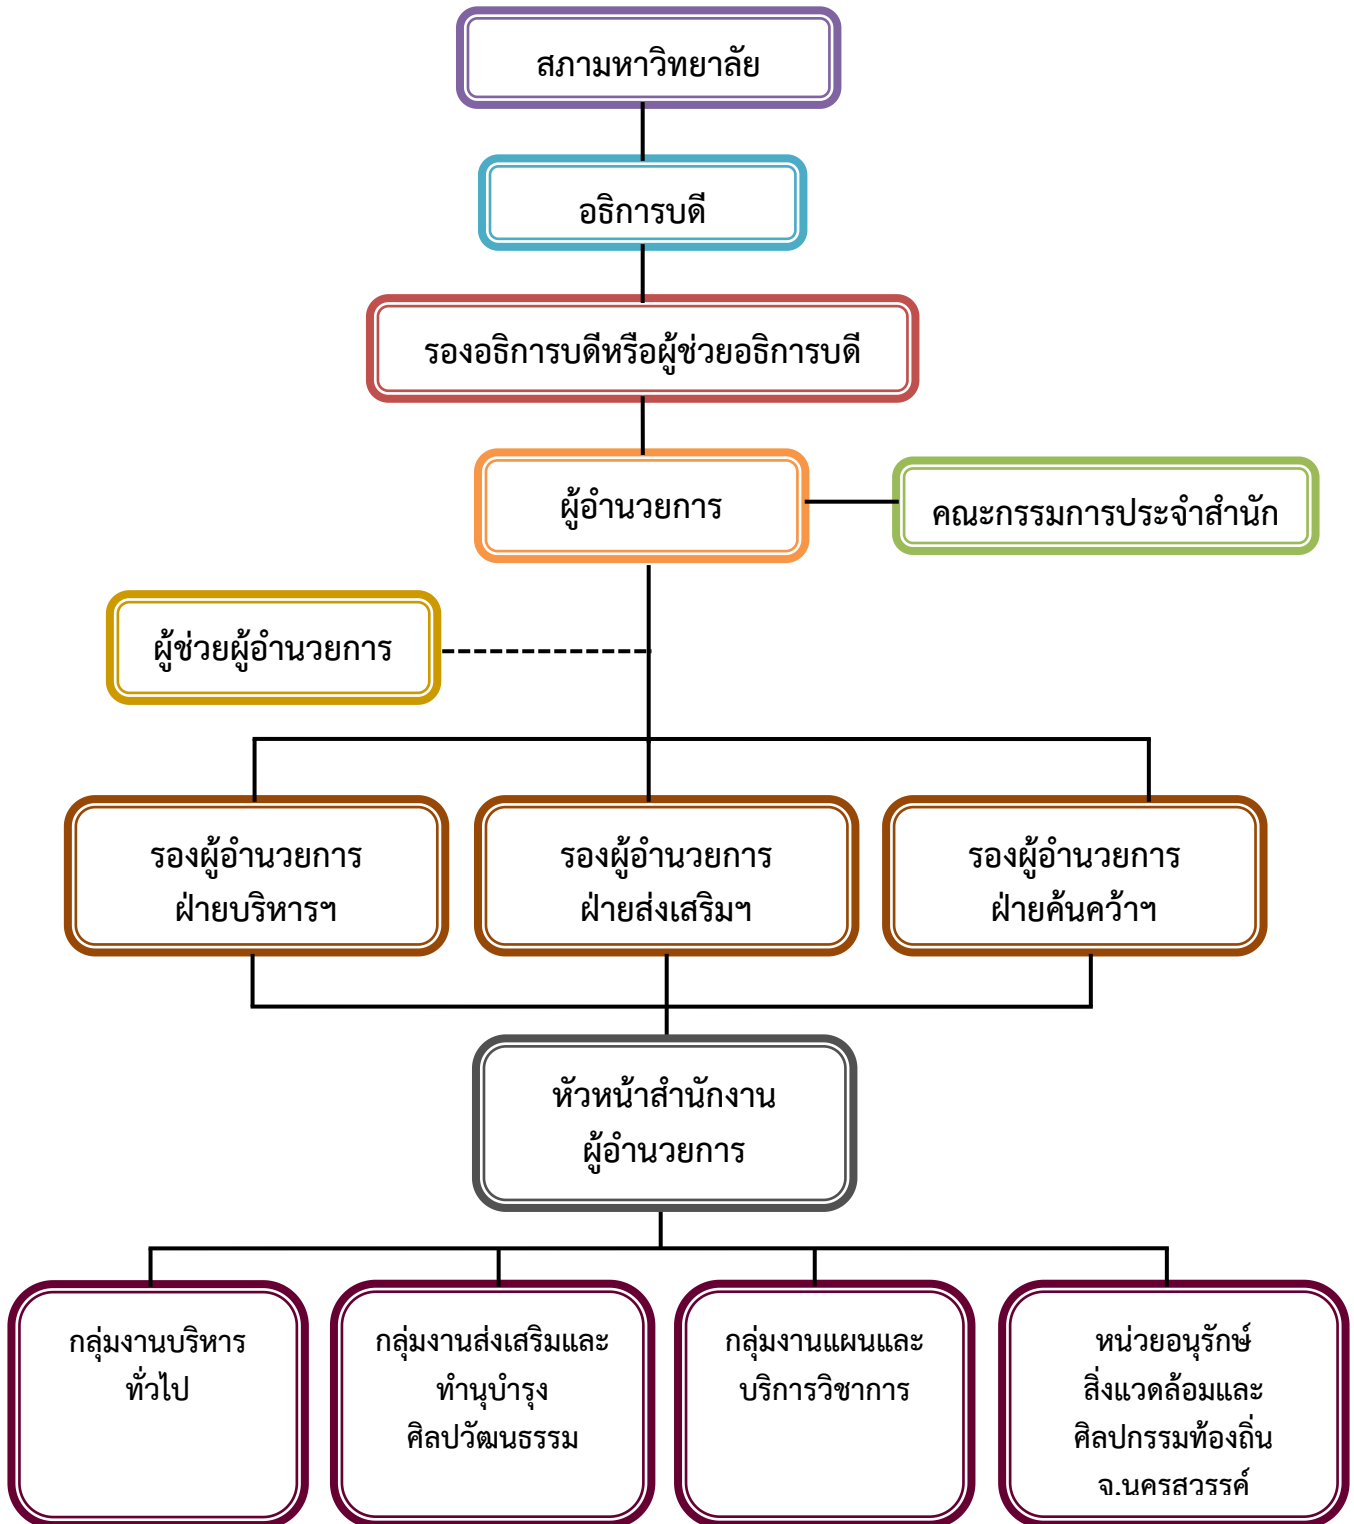 สภามหาวิทยาลัย
อธิการบดี
รองอธิการบดีหรือผู้ช่วยอธิการบดี
ผู้อำนวยการ
คณะกรรมการประจำสำนัก
ผู้ช่วยผู้อำนวยการ
รองผู้อำนวยการ
ฝ่ายบริหารฯ
รองผู้อำนวยการ
ฝ่ายส่งเสริมฯ
รองผู้อำนวยการ
ฝ่ายค้นคว้าฯ
หัวหน้าสำนักงาน
ผู้อำนวยการ
กลุ่มงานบริหาร
ทั่วไป
กลุ่มงานส่งเสริมและ
ทำนุบำรุง
ศิลปวัฒนธรรม
กลุ่มงานแผนและ
บริการวิชาการ
หน่วยอนุรักษ์
สิ่งแวดล้อมและ
ศิลปกรรมท้องถิ่น
จ.นครสวรรค์